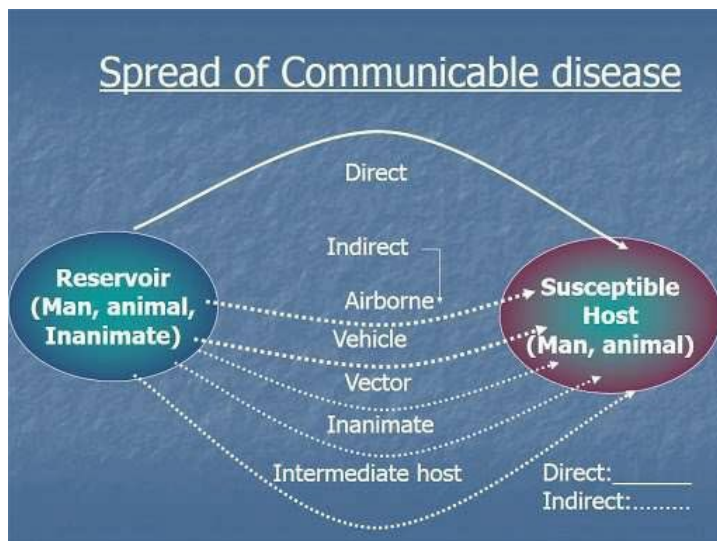 Spread of Communicable disease
Direct
Indirect
Reservoir
(Man, animal,
Inanimate)
Airborne
Vehicle
Vector
Inanimate
Intermediate host
Susceptible
Host
(Man, animal)
Direct:_______
Indirect:.........